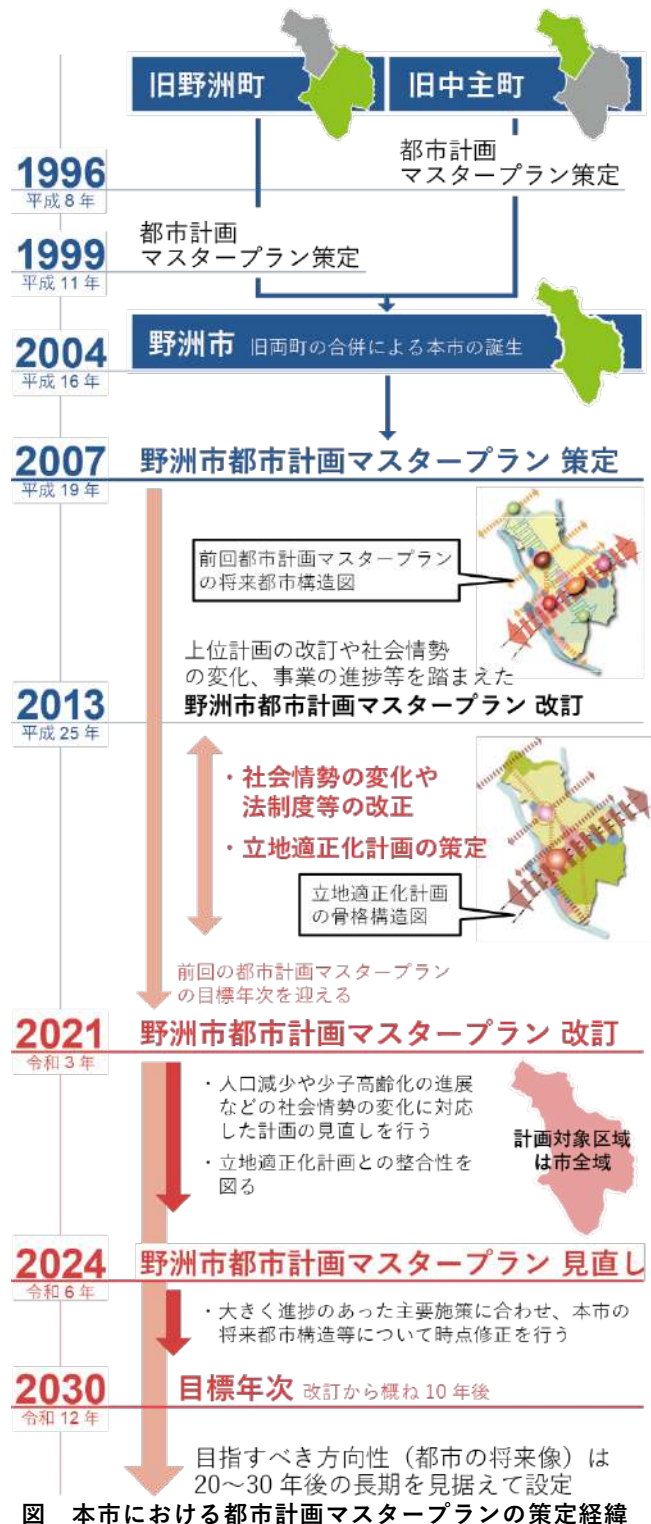 旧野洲町
旧中主町
都市計画
マスタープラン策定
1996
平成8年
都市計画
マスタープラン策定
1999
平成11年
野洲市 旧両町の合併による本市の誕生
2004
平成16年
2007 野洲市都市計画マスタープラン 策定
平成19年
前回都市計画マスタープラン
の将来都市構造図
上位計画の改訂や社会情勢
の変化、事業の進捗等を踏まえた
2013 野洲市都市計画マスタープラン 改訂
平成25年
・社会情勢の変化や
法制度等の改正
・立地適正化計画の策定
立地適正化計画
の骨格構造図
前回の都市計画マスタープラン
の目標年次を迎える
2021 野洲市都市計画マスタープラン 改訂
令和3年
・人口減少や少子高齢化の進展
などの社会情勢の変化に対応
した計画の見直しを行う
・立地適正化計画との整合性を
図る
計画対象区域
は市全域
2024 野洲市都市計画マスタープラン 見直し
令和6年
・大きく進捗のあった主要施策に合わせ、本市の
将来都市構造等について時点修正を行う
2030 目標年次 改訂から概ね10年後
令和12年
目指すべき方向性（都市の将来像）は
20～30年後の長期を見据えて設定
図 本市における都市計画マスタープランの策定経緯